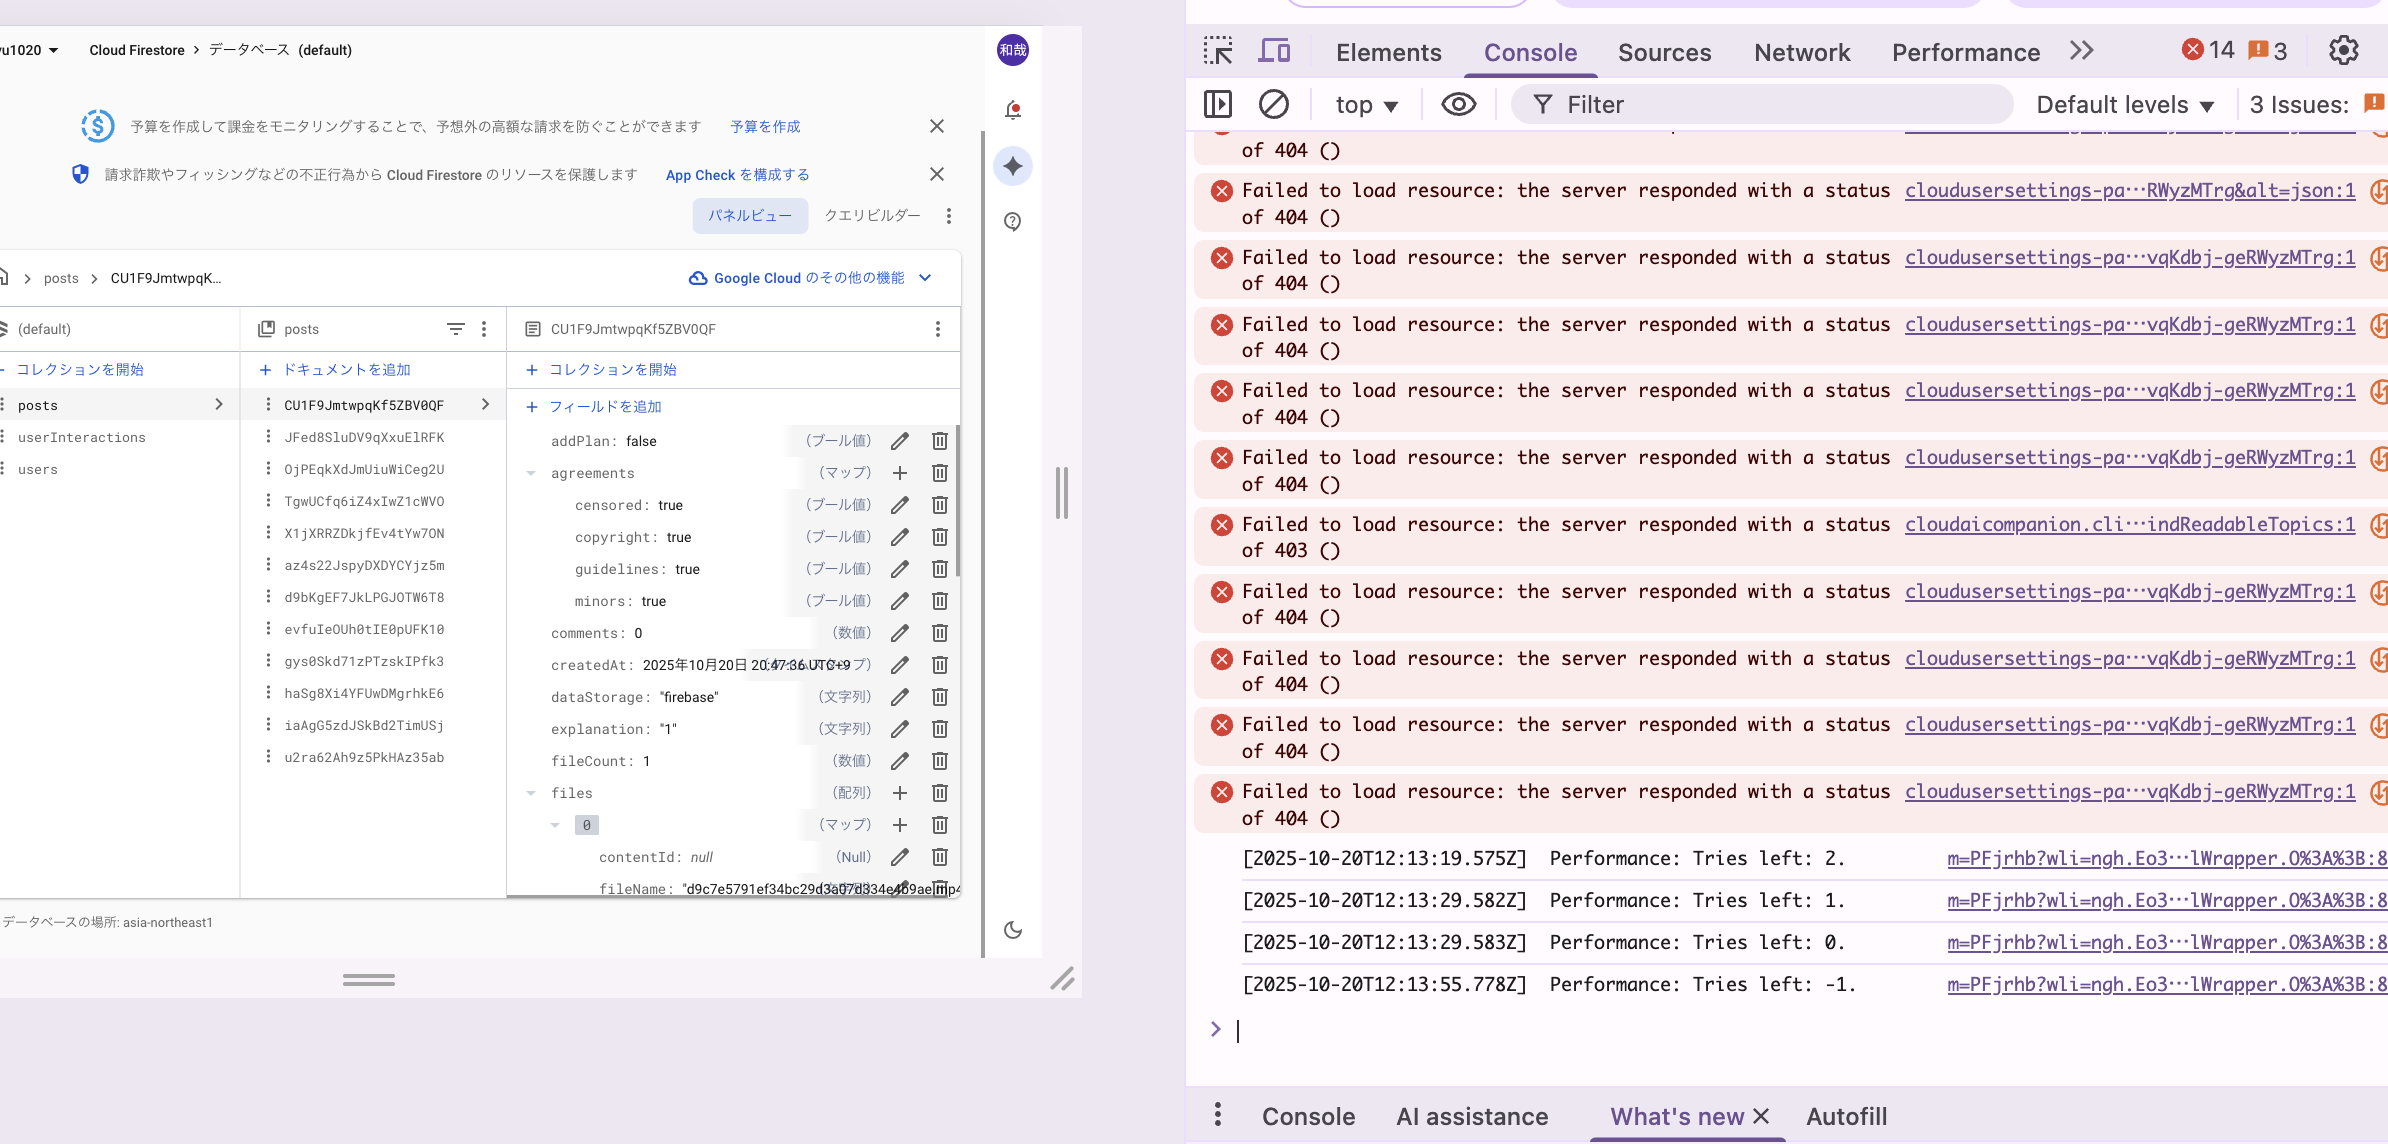 yu1020
Cloud Firestore > データベース (default)
和哉
予算を作成して課金をモニタリングすることで、予想外の高額な請求を防ぐことができます 予算を作成
請求詐欺やフィッシングなどの不正行為から Cloud Firestore のリソースを保護します App Check を構成する
パネルビュー クエリビルダー
posts > CU1F9JmtwpqK...
Google Cloud のその他の機能
(default)
コレクションを開始
posts
userInteractions
users
posts
ドキュメントを追加
CU1F9JmtwpqKf5ZBV0QF
JFed8SluDV9qXxuElRFK
OjPEqkXdJmUiuWiCeg2U
TgwUCfq6iZ4xIwZ1cWVO
X1jXRRZDkjfEv4tYw7ON
az4s22JspyDXDYCYjz5m
d9bKgEF7JkLPGJOTW6T8
evfuIeOUh0tIE0pUFK10
gys0Skd71zPTzskIPfk3
haSg8Xi4YFUwDMgrhkE6
iaAgG5zdJSkBd2TimUSj
u2ra62Ah9z5PkHAz35ab
CU1F9JmtwpqKf5ZBV0QF
コレクションを開始
フィールドを追加
addPlan: false (ブール値)
agreements (マップ)
censored: true (ブール値)
copyright: true (ブール値)
guidelines: true (ブール値)
minors: true (ブール値)
comments: 0 (数値)
createdAt: 2025年10月20日 20:47:36 UTC+9
dataStorage: "firebase" (文字列)
explanation: "1" (文字列)
fileCount: 1 (数値)
files (配列)
0 (マップ)
contentId: null (Null)
fileName: "d9c7e5791ef34bc29d3a07d334e4b9ae.mp4
データベースの場所: asia-northeast1
Elements Console Sources Network Performance 14 3
top Filter Default levels 3 Issues:
of 404 ()
Failed to load resource: the server responded with a status cloudusersettings-pa…RWyzMTrg&alt=json:1
of 404 ()
Failed to load resource: the server responded with a status cloudusersettings-pa…vqKdbj-geRWyzMTrg:1
of 404 ()
Failed to load resource: the server responded with a status cloudusersettings-pa…vqKdbj-geRWyzMTrg:1
of 404 ()
Failed to load resource: the server responded with a status cloudusersettings-pa…vqKdbj-geRWyzMTrg:1
of 404 ()
Failed to load resource: the server responded with a status cloudusersettings-pa…vqKdbj-geRWyzMTrg:1
of 404 ()
Failed to load resource: the server responded with a status cloudaicompanion.cli…indReadableTopics:1
of 403 ()
Failed to load resource: the server responded with a status cloudusersettings-pa…vqKdbj-geRWyzMTrg:1
of 404 ()
Failed to load resource: the server responded with a status cloudusersettings-pa…vqKdbj-geRWyzMTrg:1
of 404 ()
Failed to load resource: the server responded with a status cloudusersettings-pa…vqKdbj-geRWyzMTrg:1
of 404 ()
Failed to load resource: the server responded with a status cloudusersettings-pa…vqKdbj-geRWyzMTrg:1
of 404 ()
[2025-10-20T12:13:19.575Z] Performance: Tries left: 2. m=PFjrhb?wli=ngh.Eo3…lWrapper.O%3A%3B:8
[2025-10-20T12:13:29.582Z] Performance: Tries left: 1. m=PFjrhb?wli=ngh.Eo3…lWrapper.O%3A%3B:8
[2025-10-20T12:13:29.583Z] Performance: Tries left: 0. m=PFjrhb?wli=ngh.Eo3…lWrapper.O%3A%3B:8
[2025-10-20T12:13:55.778Z] Performance: Tries left: -1. m=PFjrhb?wli=ngh.Eo3…lWrapper.O%3A%3B:8
Console AI assistance What's new Autofill